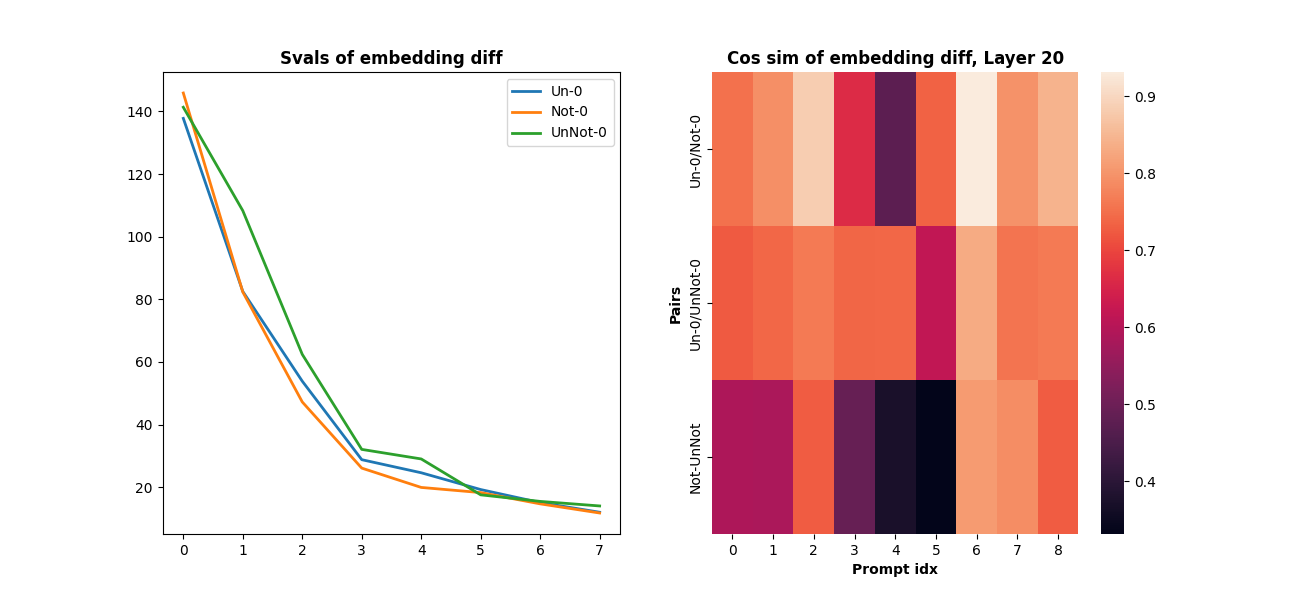 Svals of embedding diff
140
120
100
80
60
40
20
0 1 2 3 4 5 6 7
Un-0
Not-0
UnNot-0
Cos sim of embedding diff, Layer 20
Pairs
Un-0/Not-0
Un-0/UnNot-0
Not-UnNot
0 1 2 3 4 5 6 7 8
Prompt idx
0.9
0.8
0.7
0.6
0.5
0.4